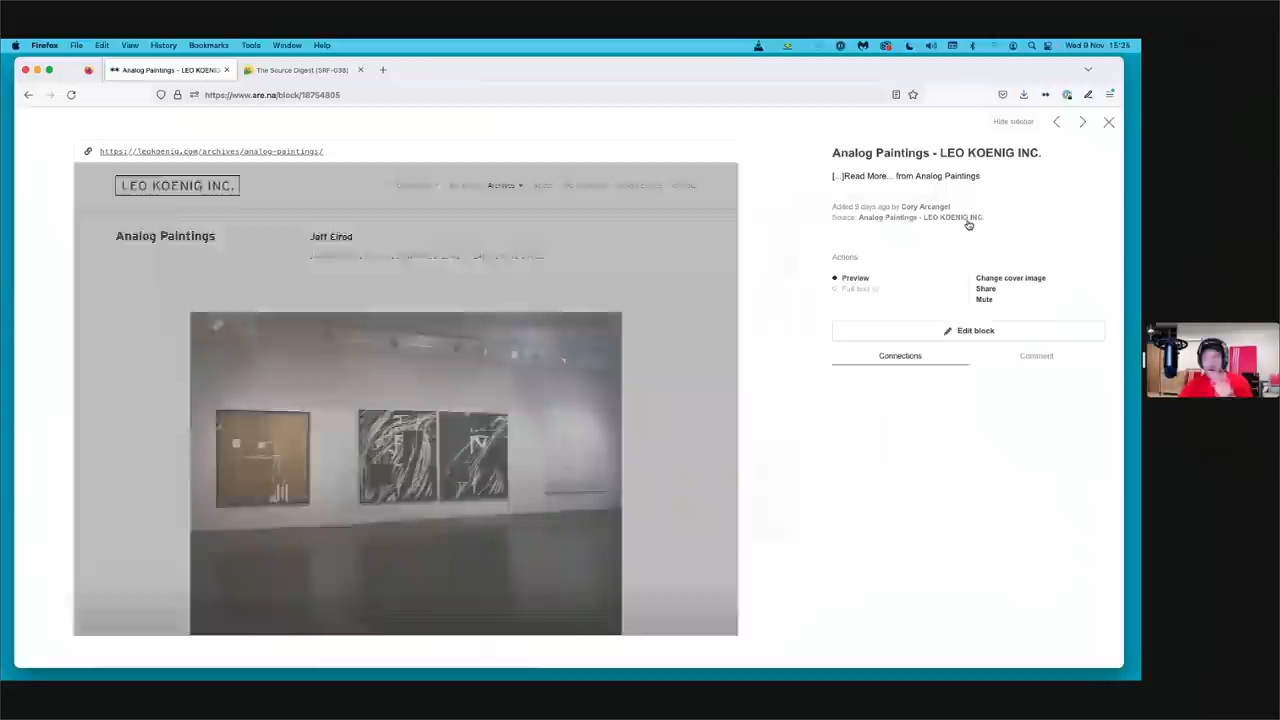 Firefox File Edit View History Bookmarks Tools Window Help Wed 9 Nov 15:25
Analog Paintings - LEO KOENIG The Source Digest (SRF-038)
https://www.are.na/block/18754805
Hide sidebar
https://leokoenig.com/archives/analog-paintings/
Analog Paintings - LEO KOENIG INC.
[...]Read More... from Analog Paintings
LEO KOENIG INC.
Archives
Added 9 days ago by Cory Arcangel
Source: Analog Paintings - LEO KOENIG INC.
Analog Paintings
Jeff Elrod
Actions
Preview
Full text
Change cover image
Share
Mute
Edit block
Connections Comment